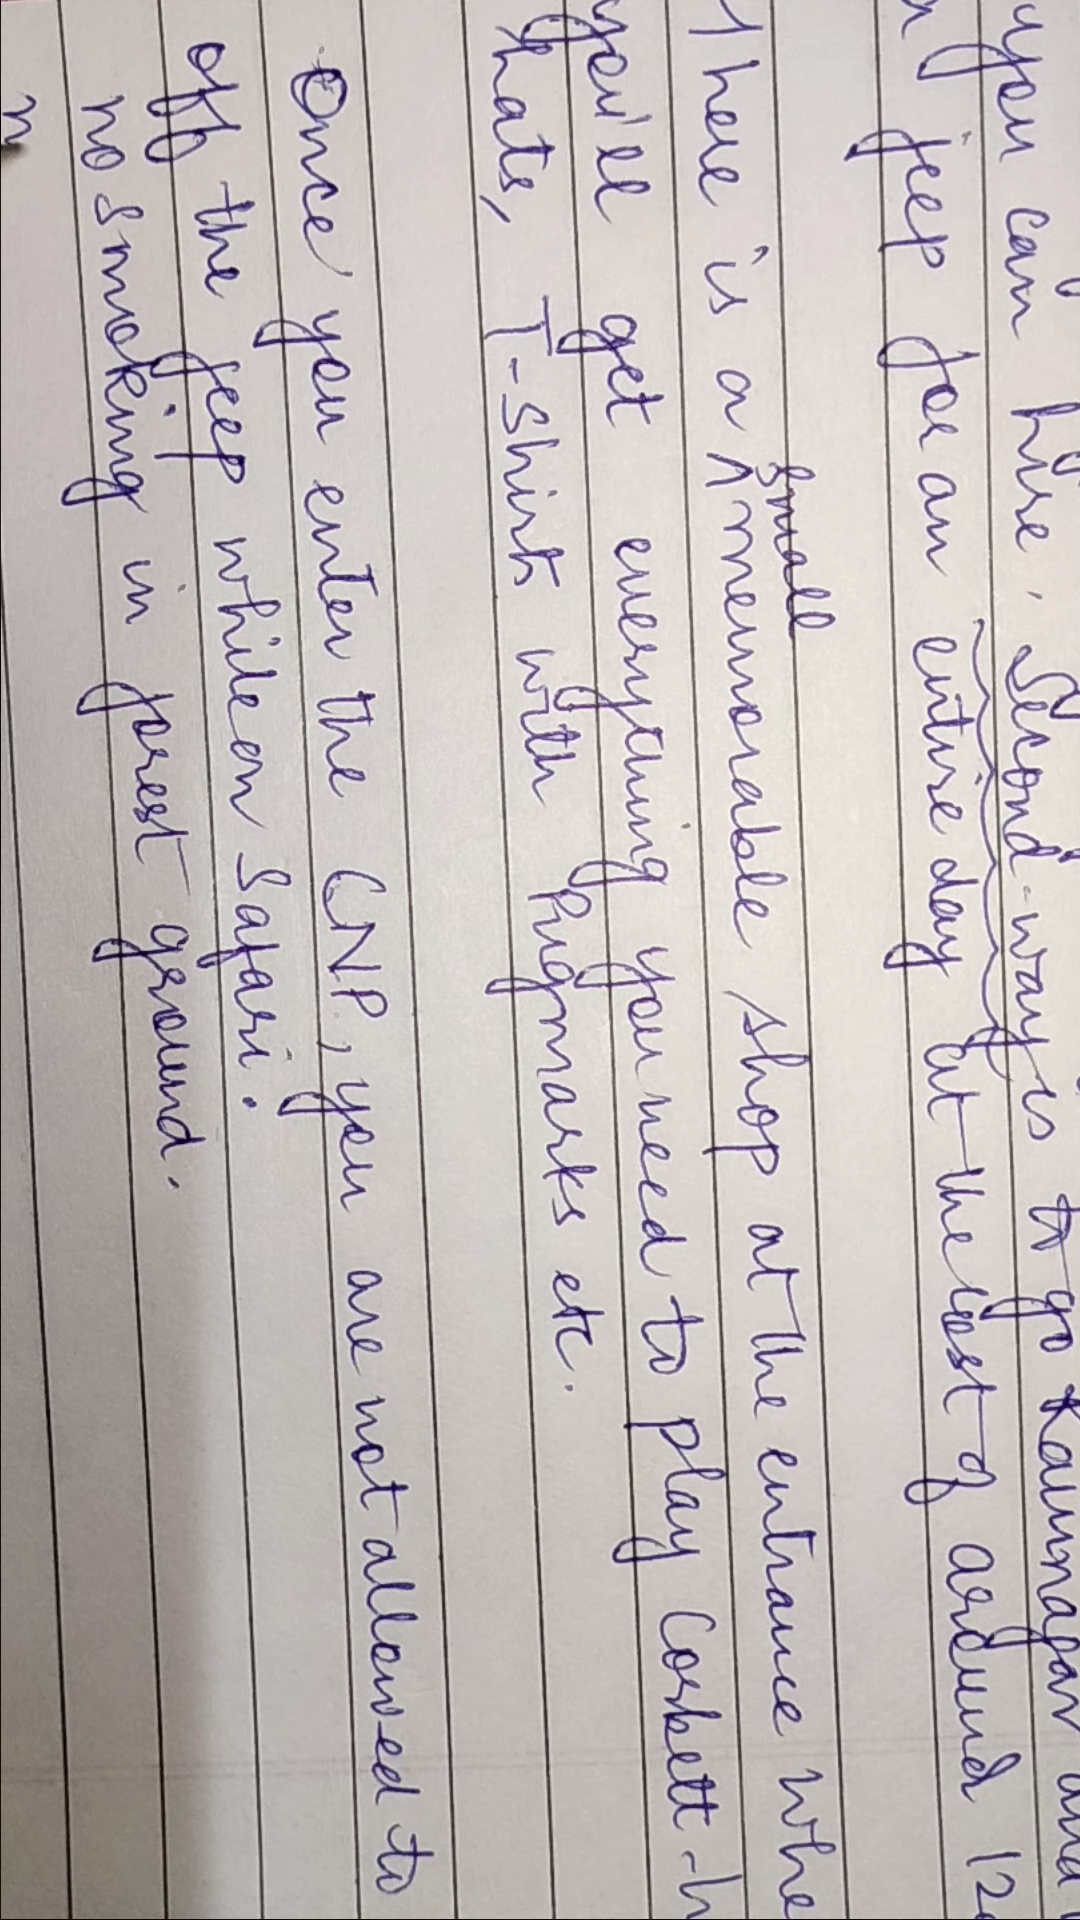 you can hire. Second way is to go Ramnagar and
jeep for an entire day at the cost of around 12
There is a small memorable shop at the entrance whe
you'll get everything you need to play Corbett - h
hats, T-Shirts with Pugmarks etc.
Once you enter the CNP, you are not allowed to
off the jeep while on Safari.
no smoking in forest ground.